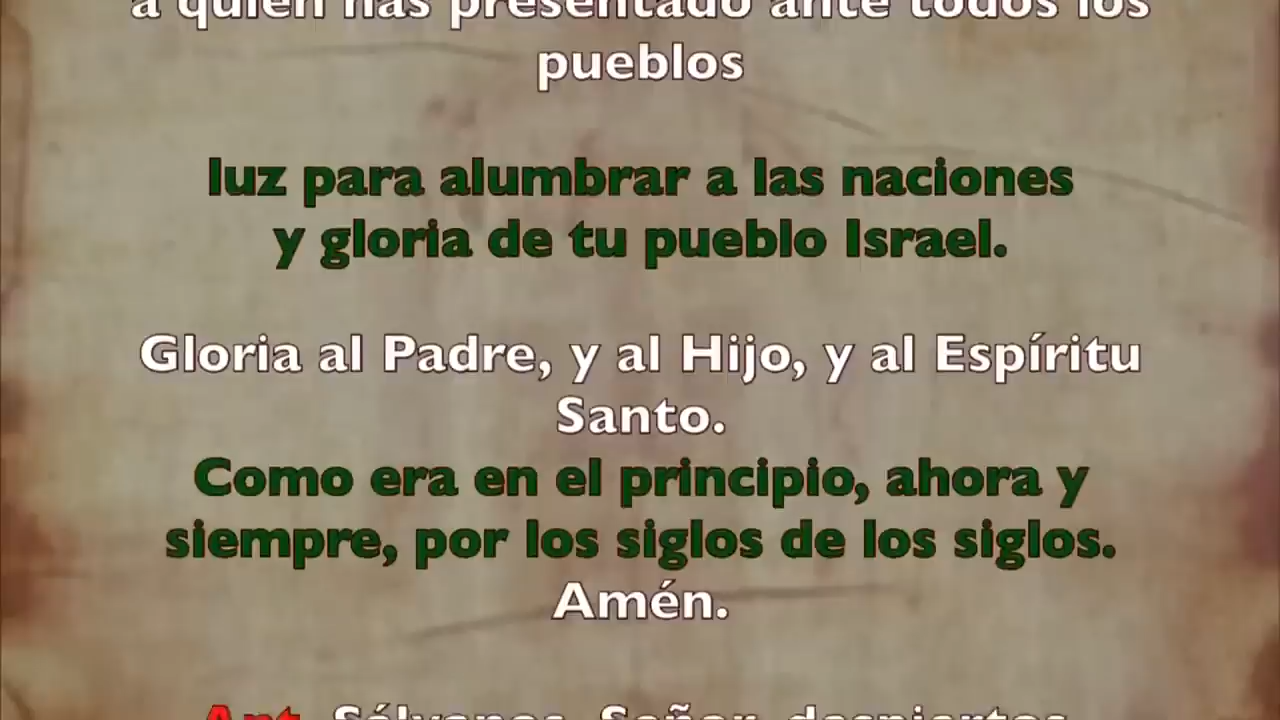 a quien has presentado ante todos los
pueblos
luz para alumbrar a las naciones
y gloria de tu pueblo Israel.
Gloria al Padre, y al Hijo, y al Espíritu
Santo.
Como era en el principio, ahora y
siempre, por los siglos de los siglos.
Amén.
Ant. Sálvanos, Señor, despiertos,